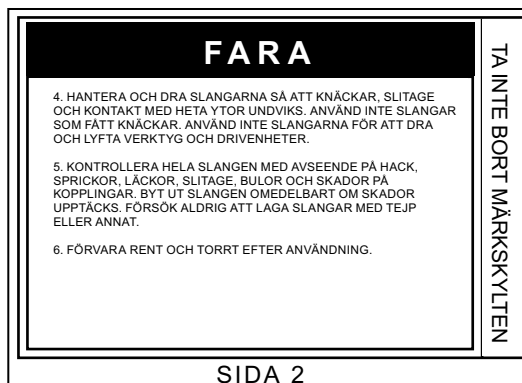 FARA
4. HANTERA OCH DRA SLANGARNA SÅ ATT KNÄCKAR, SLITAGE
OCH KONTAKT MED HETA YTOR UNDVIKS. ANVÄND INTE SLANGAR
SOM FÅTT KNÄCKAR. ANVÄND INTE SLANGARNA FÖR ATT DRA
OCH LYFTA VERKTYG OCH DRIVENHETER.
5. KONTROLLERA HELA SLANGEN MED AVSEENDE PÅ HACK,
SPRICKOR, LÄCKOR, SLITAGE, BULOR OCH SKADOR PÅ
KOPPLINGAR. BYT UT SLANGEN OMEDELBART OM SKADOR
UPPTÄCKS. FÖRSÖK ALDRIG ATT LAGA SLANGAR MED TEJP
ELLER ANNAT.
6. FÖRVARA RENT OCH TORRT EFTER ANVÄNDNING.
TA INTE BORT MÄRKSKYLTEN
SIDA 2